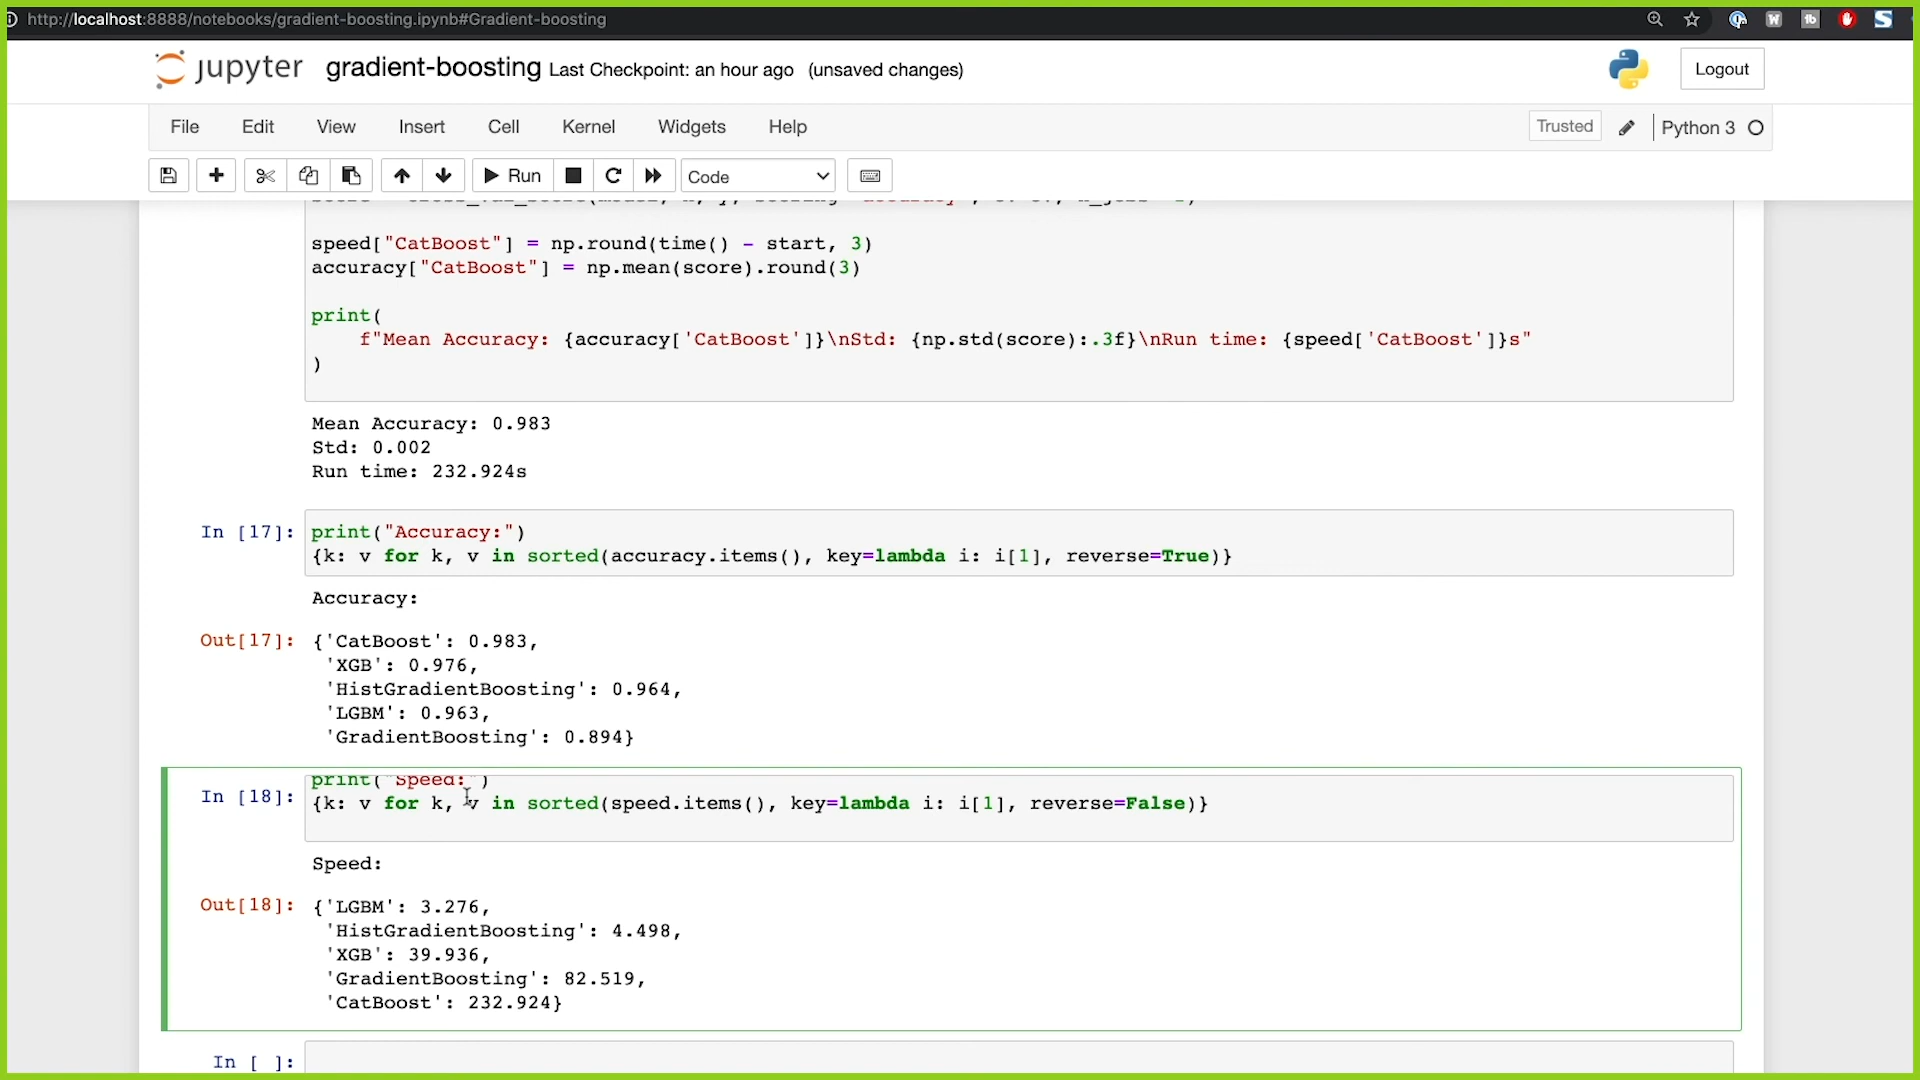 http://localhost:8888/notebooks/gradient-boosting.ipynb#Gradient-boosting
jupyter gradient-boosting Last Checkpoint: an hour ago (unsaved changes)
Logout
File Edit View Insert Cell Kernel Widgets Help
Trusted
Python 3
Run
Code
speed["CatBoost"] = np.round(time() - start, 3)
accuracy["CatBoost"] = np.mean(score).round(3)
print(
f"Mean Accuracy: {accuracy['CatBoost']}\nStd: {np.std(score):.3f}\nRun time: {speed['CatBoost']}s"
)
Mean Accuracy: 0.983
Std: 0.002
Run time: 232.924s
In [17]: print("Accuracy:")
{k: v for k, v in sorted(accuracy.items(), key=lambda i: i[1], reverse=True)}
Accuracy:
Out[17]: {'CatBoost': 0.983,
'XGB': 0.976,
'HistGradientBoosting': 0.964,
'LGBM': 0.963,
'GradientBoosting': 0.894}
print("Speed:")
In [18]: {k: v for k, v in sorted(speed.items(), key=lambda i: i[1], reverse=False)}
Speed:
Out[18]: {'LGBM': 3.276,
'HistGradientBoosting': 4.498,
'XGB': 39.936,
'GradientBoosting': 82.519,
'CatBoost': 232.924}
In [ ]: